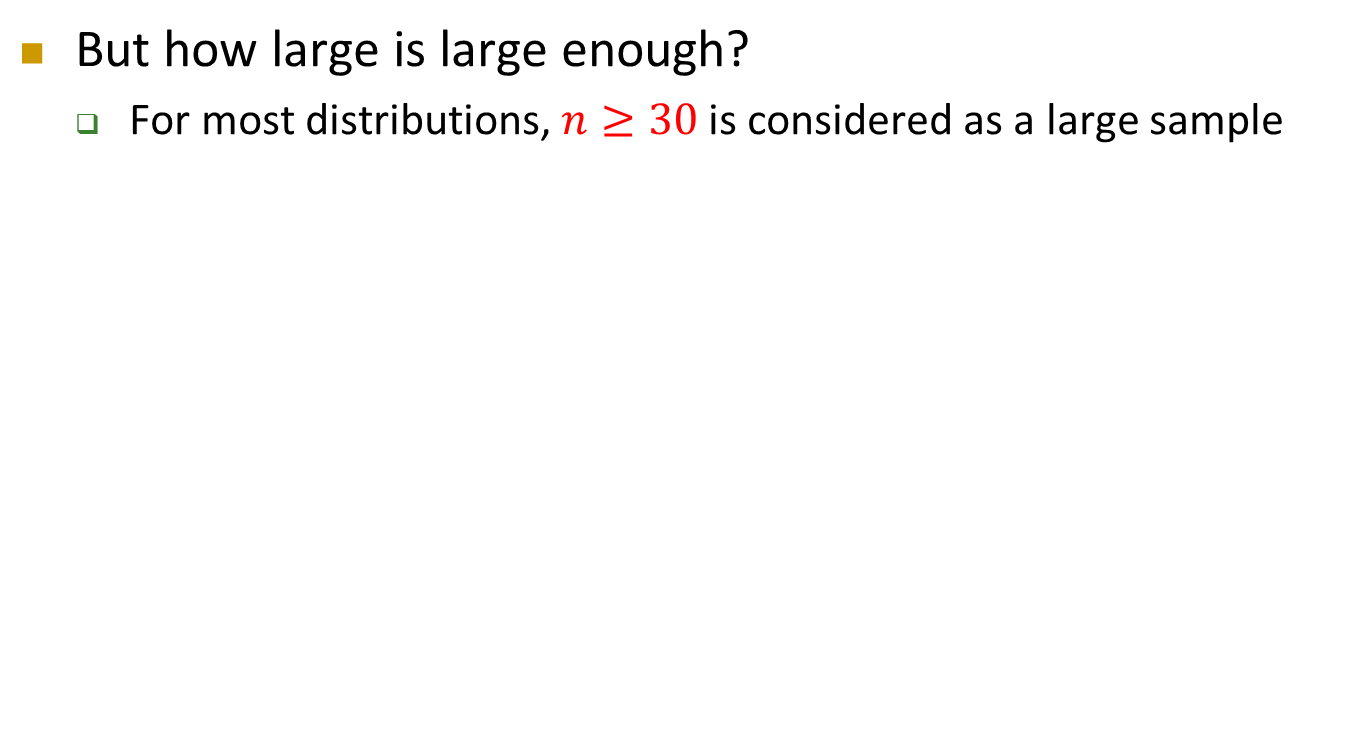 But how large is large enough?
For most distributions, n ≥ 30 is considered as a large sample